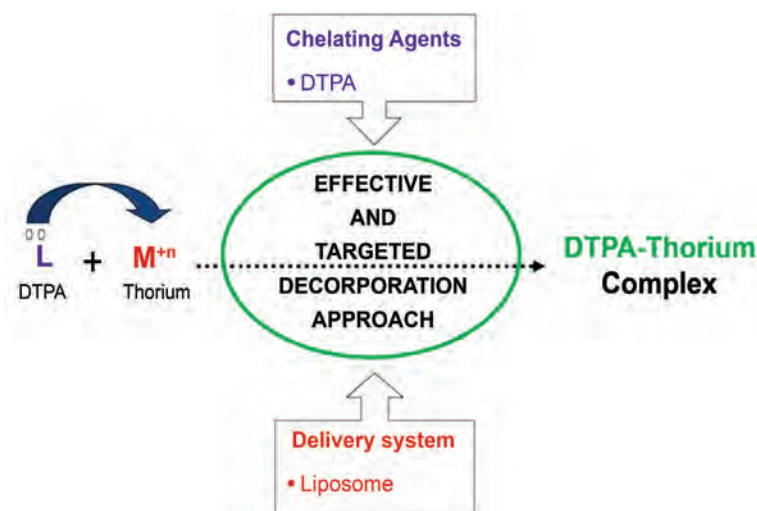 Chelating Agents
• DTPA
EFFECTIVE
AND
TARGETED
DECORPORATION
APPROACH
L + M+n
DTPA Thorium
DTPA-Thorium
Complex
Delivery system
• Liposome